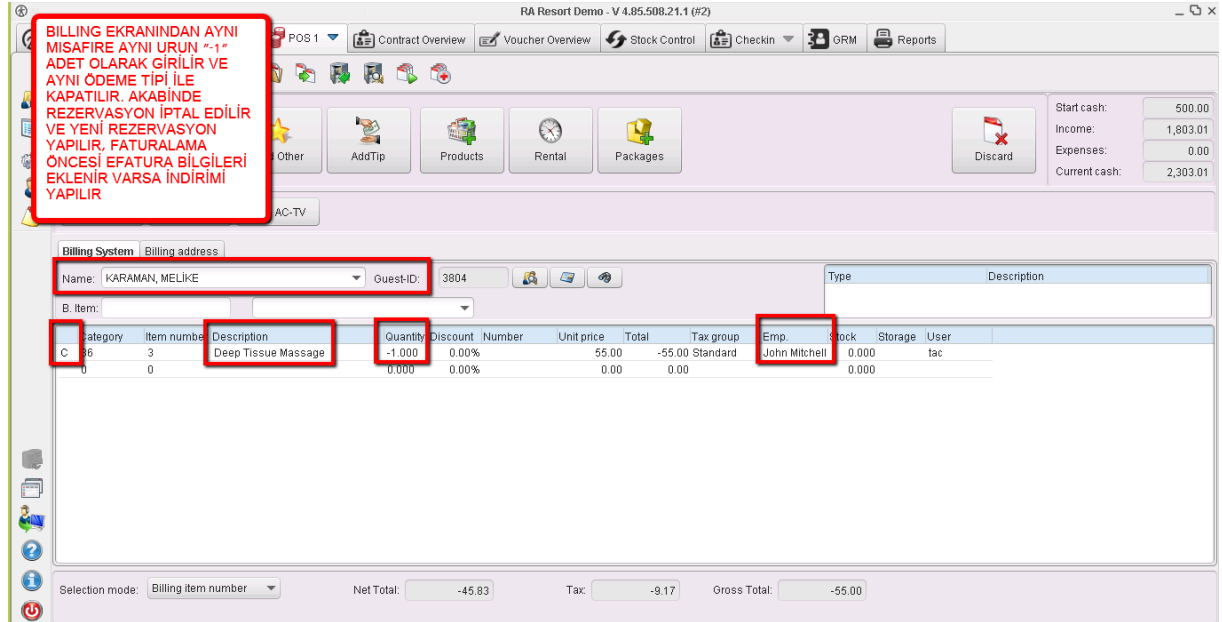 RA Resort Demo - V 4.85.508.21.1 (#2)
BILLING EKRANINDAN AYNI
MISAFIRE AYNI URUN "-1"
ADET OLARAK GİRİLİR VE
AYNI ÖDEME TİPİ İLE
KAPATILIR. AKABİNDE
REZERVASYON İPTAL EDİLİR
VE YENİ REZERVASYON
YAPILIR, FATURALAMA
ÖNCESİ EFATURA BİLGİLERİ
EKLENİR VARSA İNDİRİMİ
YAPILIR
POS 1 Contract Overview Voucher Overview Stock Control Checkin GRM Reports
Other AddTip Products Rental Packages Discard
Start cash: 500.00
Income: 1,803.01
Expenses: 0.00
Current cash: 2,303.01
AC-TV
Billing System Billing address
Name: KARAMAN, MELİKE Guest-ID: 3804 Type Description
B. Item:
Category Item numbe Description Quantity Discount Number Unit price Total Tax group Emp. Stock Storage User
C 36 3 Deep Tissue Massage -1.000 0.00% 55.00 -55.00 Standard John Mitchell 0.000 tac
0 0 0.000 0.00% 0.00 0.00 0.000
Selection mode: Billing item number Net Total: -45.83 Tax: -9.17 Gross Total: -55.00